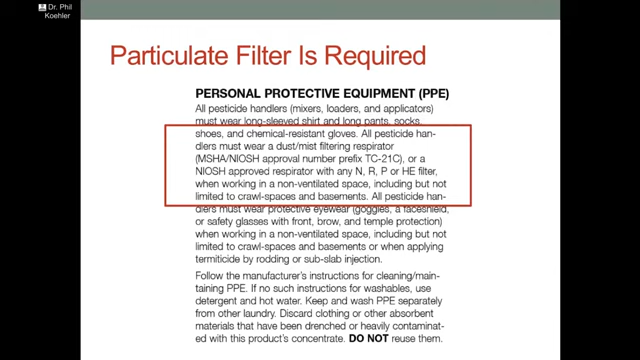 Dr. Phil
Koehler
Particulate Filter Is Required
PERSONAL PROTECTIVE EQUIPMENT (PPE)
All pesticide handlers (mixers, loaders, and applicators)
must wear long-sleeved shirt and long pants, socks,
shoes, and chemical-resistant gloves. All pesticide han-
dlers must wear a dust/mist filtering respirator
(MSHA/NIOSH approval number prefix TC-21C), or a
NIOSH approved respirator with any N, R, P or HE filter,
when working in a non-ventilated space, including but not
limited to crawl-spaces and basements. All pesticide han-
dlers must wear protective eyewear (goggles, a faceshield,
or safety glasses with front, brow, and temple protection)
when working in a non-ventilated space, including but not
limited to crawl-spaces and basements or when applying
termiticide by rodding or sub-slab injection.
Follow the manufacturer's instructions for cleaning/main-
taining PPE. If no such instructions for washables, use
detergent and hot water. Keep and wash PPE separately
from other laundry. Discard clothing or other absorbent
materials that have been drenched or heavily contaminat-
ed with this product's concentrate. DO NOT reuse them.